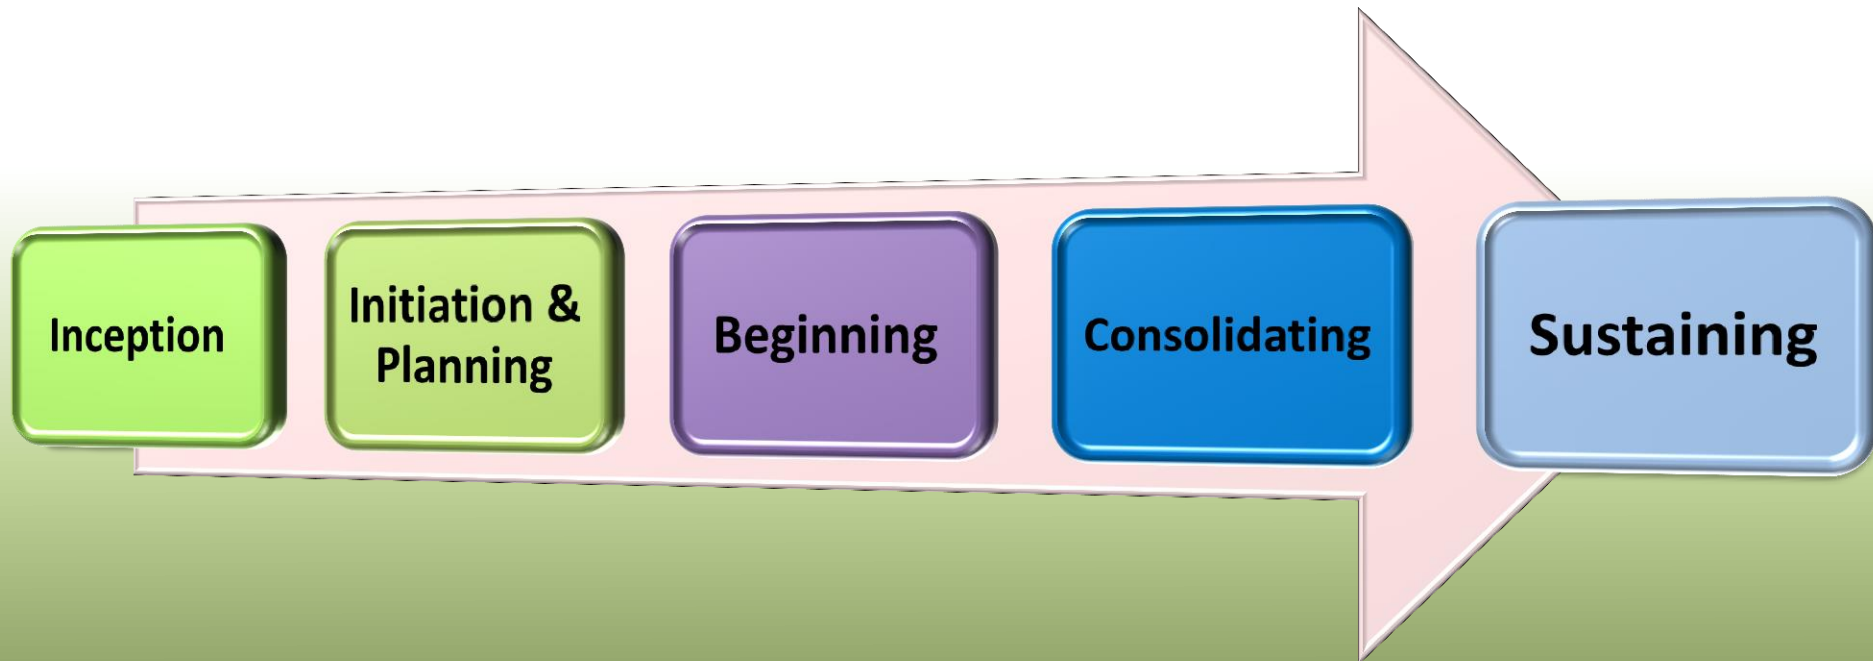 Inception
Initiation &
Planning
Beginning
Consolidating
Sustaining